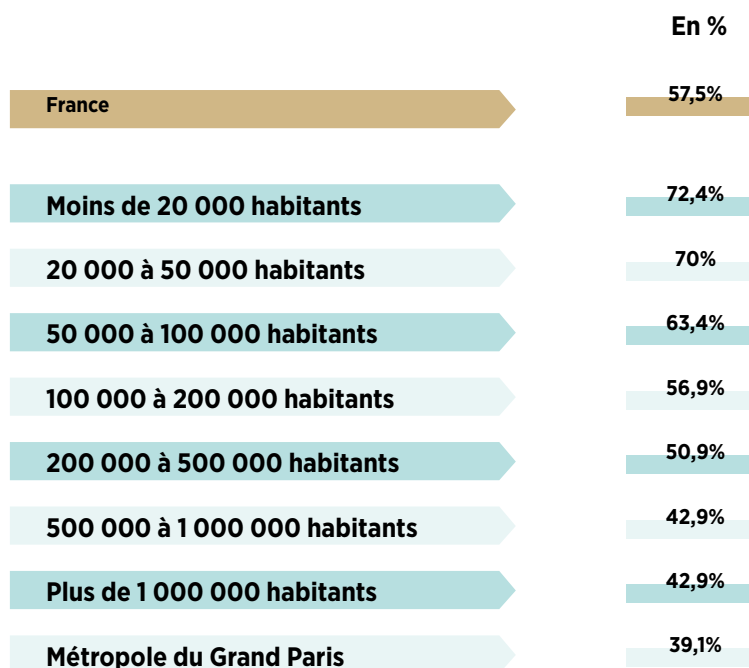 En %
France 57,5%
Moins de 20 000 habitants 72,4%
20 000 à 50 000 habitants 70%
50 000 à 100 000 habitants 63,4%
100 000 à 200 000 habitants 56,9%
200 000 à 500 000 habitants 50,9%
500 000 à 1 000 000 habitants 42,9%
Plus de 1 000 000 habitants 42,9%
Métropole du Grand Paris 39,1%